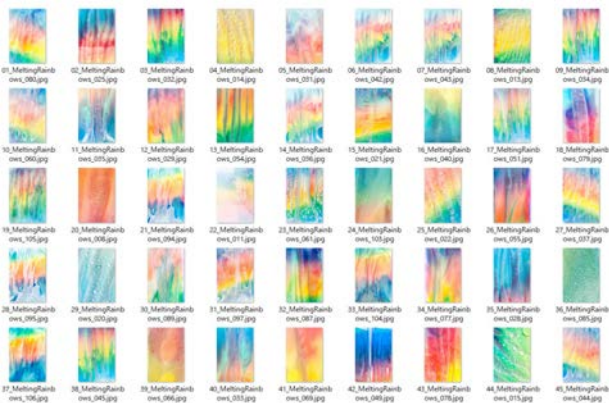 01_MeltingRainb
ows_080.jpg
02_MeltingRainb
ows_025.jpg
03_MeltingRainb
ows_032.jpg
04_MeltingRainb
ows_014.jpg
05_MeltingRainb
ows_031.jpg
06_MeltingRainb
ows_042.jpg
07_MeltingRainb
ows_043.jpg
08_MeltingRainb
ows_013.jpg
09_MeltingRainb
ows_034.jpg
10_MeltingRainb
ows_060.jpg
11_MeltingRainb
ows_035.jpg
12_MeltingRainb
ows_029.jpg
13_MeltingRainb
ows_054.jpg
14_MeltingRainb
ows_036.jpg
15_MeltingRainb
ows_021.jpg
16_MeltingRainb
ows_040.jpg
17_MeltingRainb
ows_051.jpg
18_MeltingRainb
ows_079.jpg
19_MeltingRainb
ows_105.jpg
20_MeltingRainb
ows_008.jpg
21_MeltingRainb
ows_094.jpg
22_MeltingRainb
ows_011.jpg
23_MeltingRainb
ows_061.jpg
24_MeltingRainb
ows_103.jpg
25_MeltingRainb
ows_022.jpg
26_MeltingRainb
ows_055.jpg
27_MeltingRainb
ows_037.jpg
28_MeltingRainb
ows_095.jpg
29_MeltingRainb
ows_020.jpg
30_MeltingRainb
ows_089.jpg
31_MeltingRainb
ows_097.jpg
32_MeltingRainb
ows_087.jpg
33_MeltingRainb
ows_104.jpg
34_MeltingRainb
ows_077.jpg
35_MeltingRainb
ows_028.jpg
36_MeltingRainb
ows_085.jpg
37_MeltingRainb
ows_106.jpg
38_MeltingRainb
ows_045.jpg
39_MeltingRainb
ows_066.jpg
40_MeltingRainb
ows_033.jpg
41_MeltingRainb
ows_069.jpg
42_MeltingRainb
ows_049.jpg
43_MeltingRainb
ows_078.jpg
44_MeltingRainb
ows_015.jpg
45_MeltingRainb
ows_044.jpg